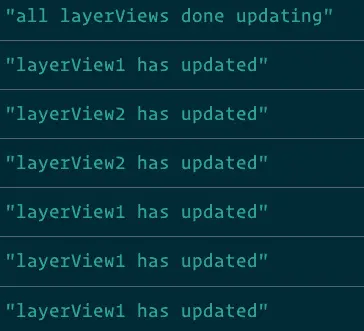 "all layerViews done updating"
"layerView1 has updated"
"layerView2 has updated"
"layerView2 has updated"
"layerView1 has updated"
"layerView1 has updated"
"layerView1 has updated"